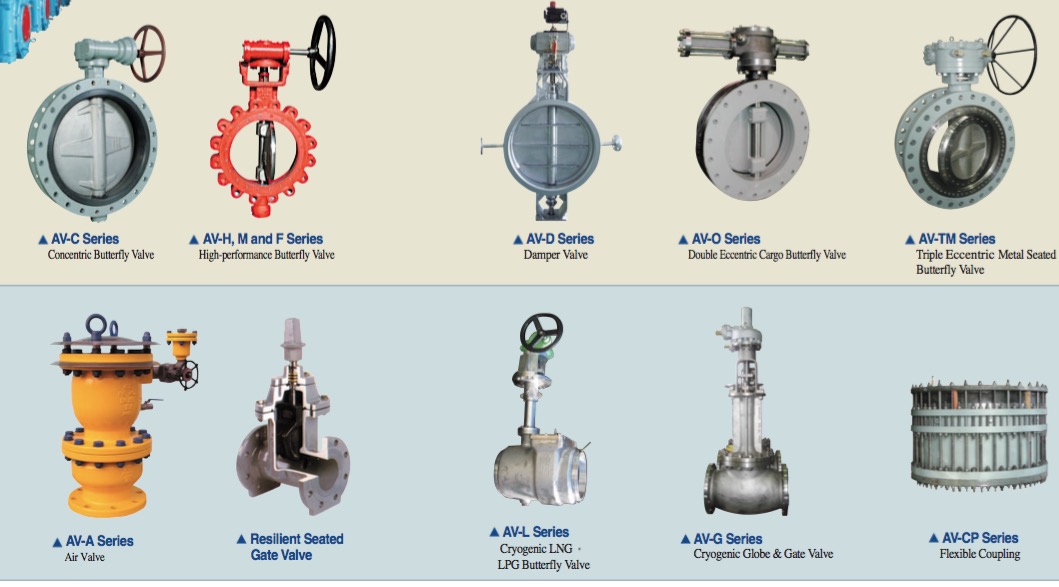 ▲ AV-C Series
Concentric Butterfly Valve
▲ AV-H, M and F Series
High-performance Butterfly Valve
▲ AV-D Series
Damper Valve
▲ AV-O Series
Double Eccentric Cargo Butterfly Valve
▲ AV-TM Series
Triple Eccentric Metal Seated
Butterfly Valve
▲ AV-A Series
Air Valve
▲ Resilient Seated
Gate Valve
▲ AV-L Series
Cryogenic LNG ·
LPG Butterfly Valve
▲ AV-G Series
Cryogenic Globe & Gate Valve
▲ AV-CP Series
Flexible Coupling